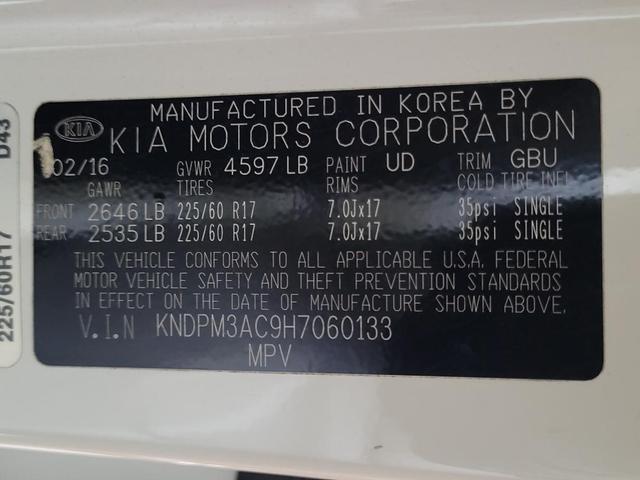 KIA
MANUFACTURED IN KOREA BY
KIA MOTORS CORPORATION
02/16 GVWR 4597 LB PAINT UD TRIM GBU
GAWR TIRES RIMS COLD TIRE INFL
FRONT 2646 LB 225/60 R17 7.0Jx17 35psi SINGLE
REAR 2535 LB 225/60 R17 7.0Jx17 35psi SINGLE
THIS VEHICLE CONFORMS TO ALL APPLICABLE U.S.A. FEDERAL
MOTOR VEHICLE SAFETY AND THEFT PREVENTION STANDARDS
IN EFFECT ON THE DATE OF MANUFACTURE SHOWN ABOVE.
V.I.N KNDPM3AC9H7060133
MPV
225/60R17 D43